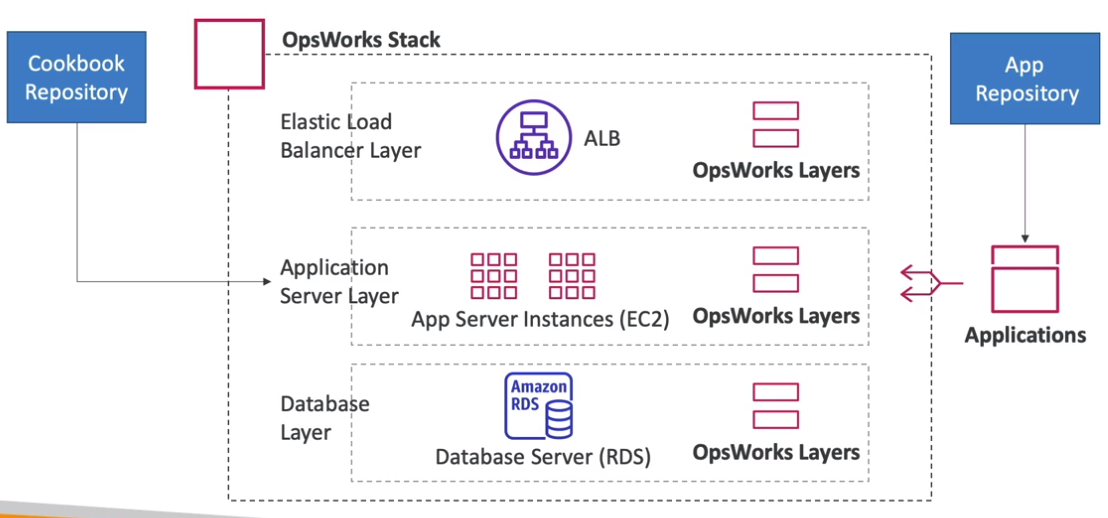 OpsWorks Stack
Cookbook
Repository
App
Repository
Elastic Load
Balancer Layer
ALB
OpsWorks Layers
Application
Server Layer
App Server Instances (EC2)
OpsWorks Layers
Applications
Database
Layer
Amazon
RDS
Database Server (RDS)
OpsWorks Layers